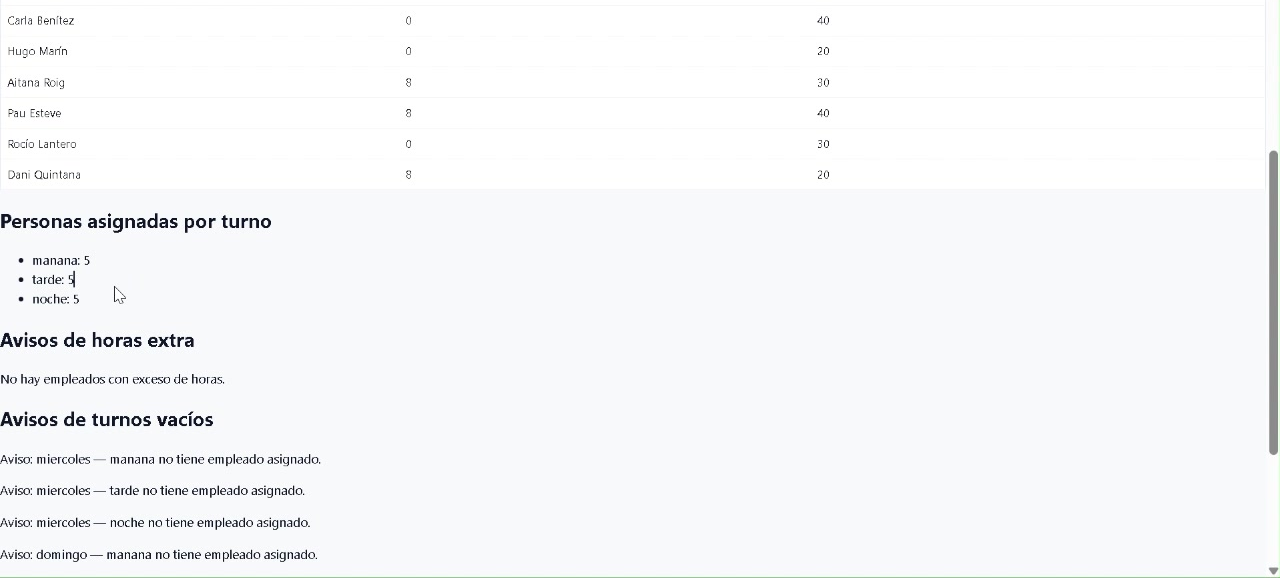 Carla Benítez 0 40
Hugo Marín 0 20
Aitana Roig 8 30
Pau Esteve 8 40
Rocío Lantero 0 30
Dani Quintana 8 20
Personas asignadas por turno
• manana: 5
• tarde: 5
• noche: 5
Avisos de horas extra
No hay empleados con exceso de horas.
Avisos de turnos vacíos
Aviso: miercoles — manana no tiene empleado asignado.
Aviso: miercoles — tarde no tiene empleado asignado.
Aviso: miercoles — noche no tiene empleado asignado.
Aviso: domingo — manana no tiene empleado asignado.